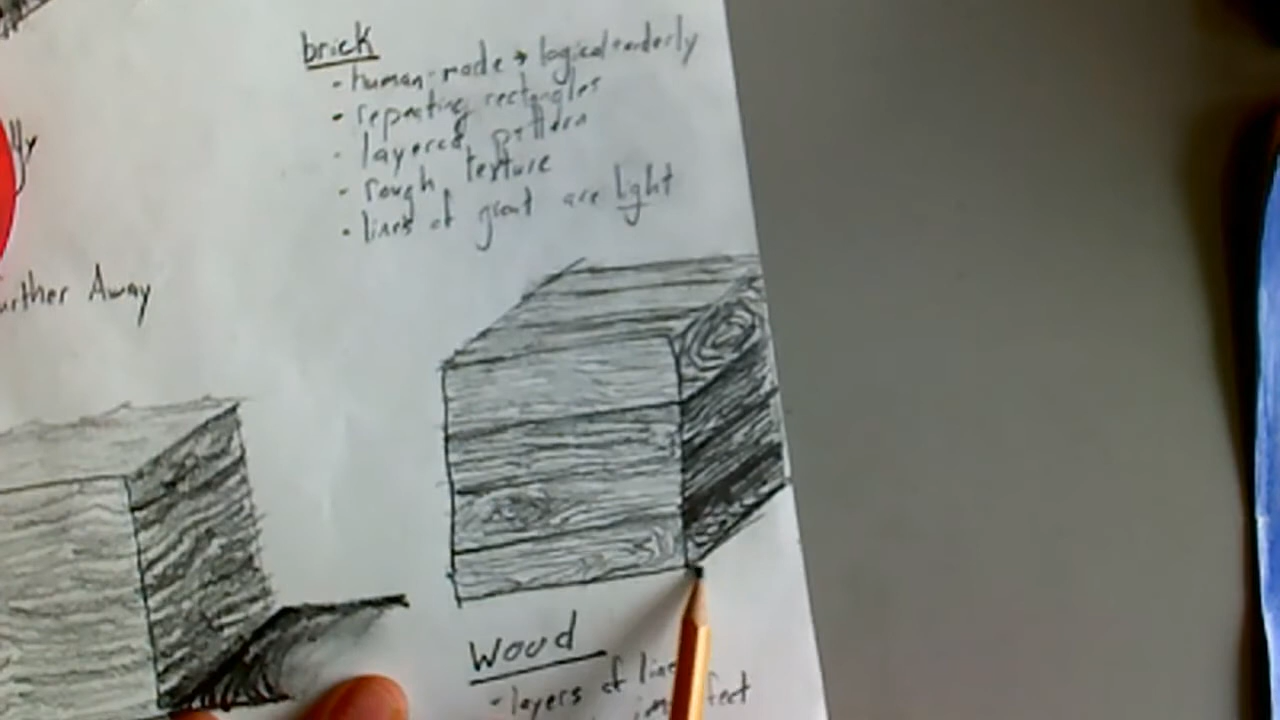 brick
- human-made → logical + orderly
- repeating rectangles
- layered pattern
- rough texture
- lines of grout are light
Away
Wood
- layers of line